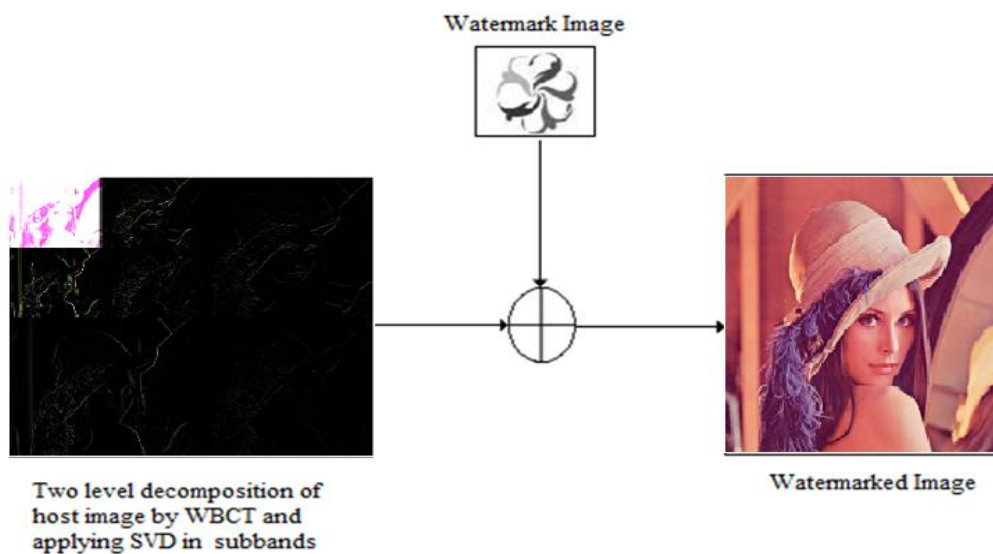 Watermark Image
Two level decomposition of
host image by WBCT and
applying SVD in subbands
Watermarked Image